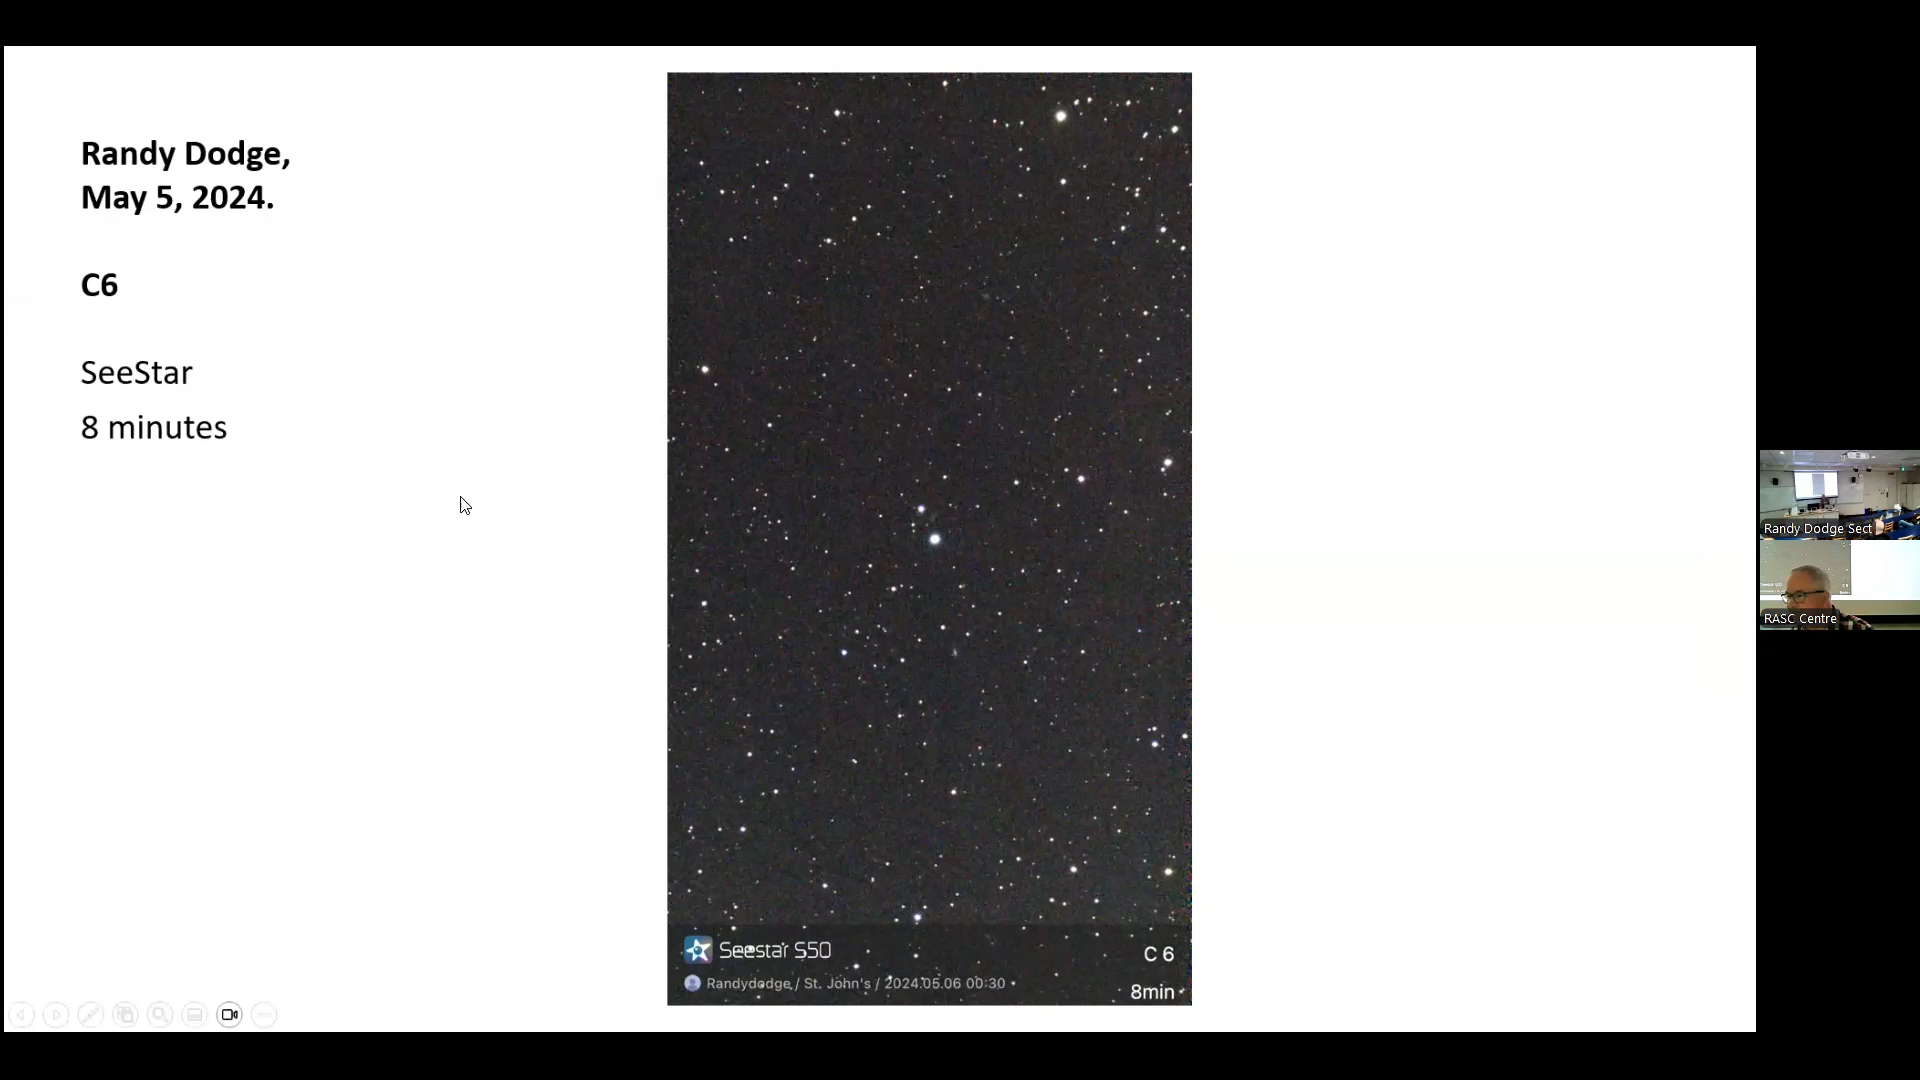 Randy Dodge,
May 5, 2024.
C6
SeeStar
8 minutes
Seestar S50
C 6
Randydodge / St. John's / 2024.05.06 00:30
8min
Randy Dodge Sect
RASC Centre